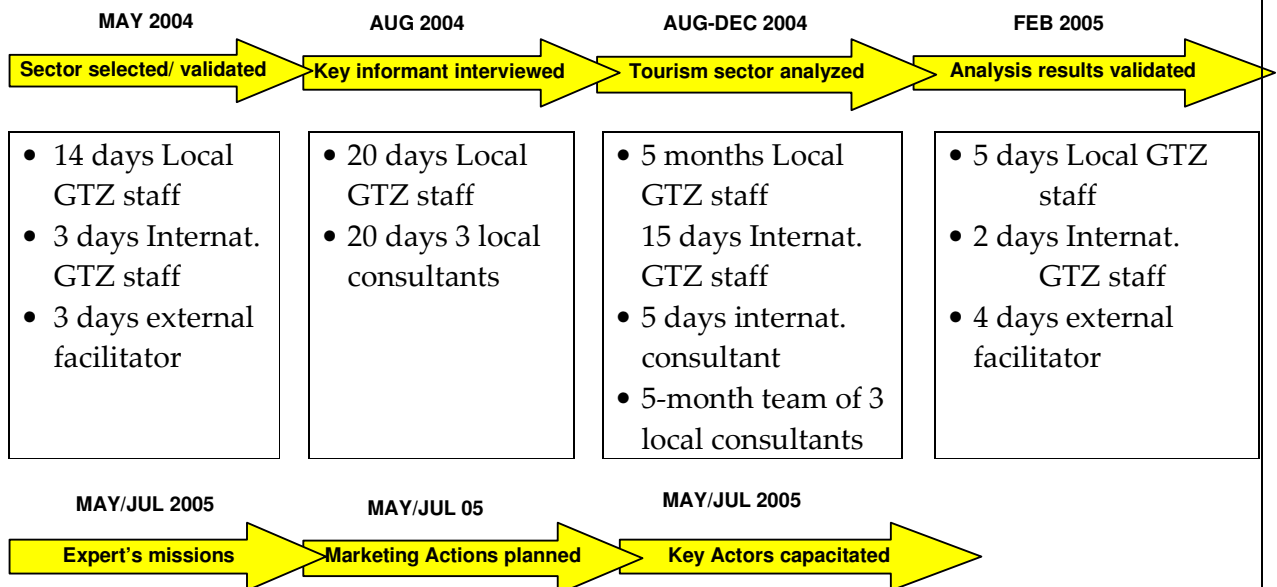 MAY 2004
AUG 2004
AUG-DEC 2004
FEB 2005
Sector selected/ validated
Key informant interviewed
Tourism sector analyzed
Analysis results validated
• 14 days Local
GTZ staff
• 3 days Internat.
GTZ staff
• 3 days external
facilitator
• 20 days Local
GTZ staff
• 20 days 3 local
consultants
• 5 months Local
GTZ staff
15 days Internat.
GTZ staff
• 5 days internat.
consultant
• 5-month team of 3
local consultants
• 5 days Local GTZ
staff
• 2 days Internat.
GTZ staff
• 4 days external
facilitator
MAY/JUL 2005
MAY/JUL 05
MAY/JUL 2005
Expert's missions
Marketing Actions planned
Key Actors capacitated